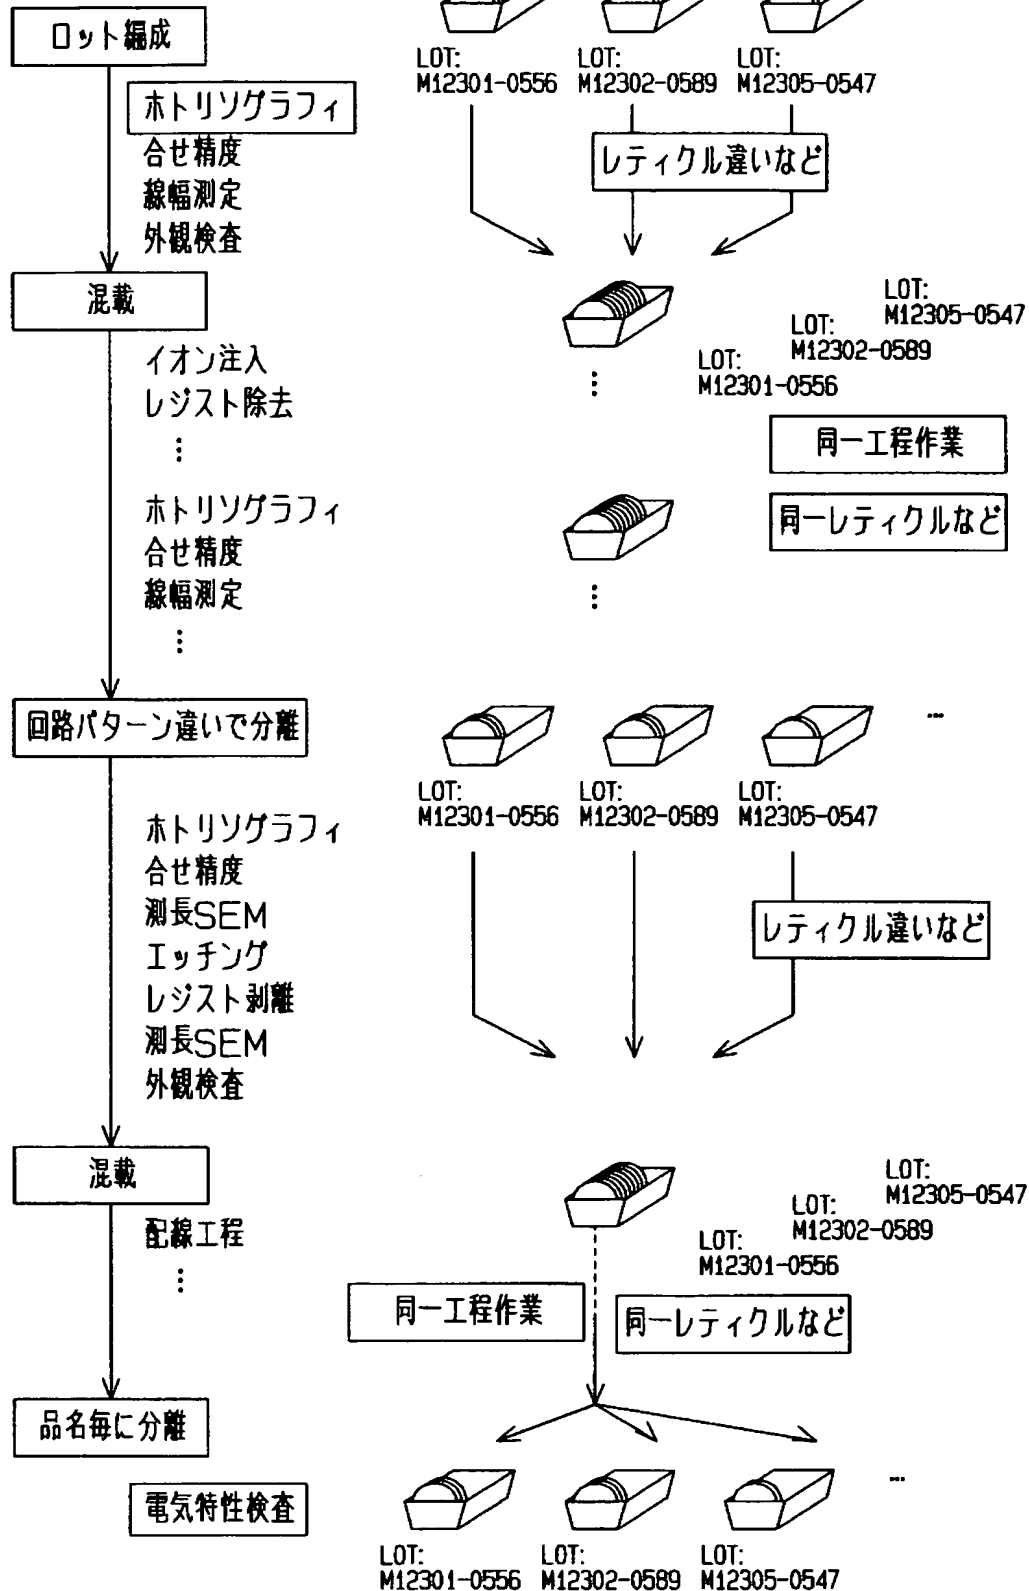 ロット編成
LOT:
M12301-0556
LOT:
M12302-0589
LOT:
M12305-0547
ホトリソグラフィ
合せ精度
線幅測定
外観検査
レティクル違いなど
混載
LOT:
M12305-0547
LOT:
M12302-0589
LOT:
M12301-0556
イオン注入
レジスト除去
⋮
⋮
同一工程作業
同一レティクルなど
ホトリソグラフィ
合せ精度
線幅測定
⋮
⋮
回路パターン違いで分離
…
LOT:
M12301-0556
LOT:
M12302-0589
LOT:
M12305-0547
ホトリソグラフィ
合せ精度
測長SEM
エッチング
レジスト剥離
測長SEM
外観検査
レティクル違いなど
混載
LOT:
M12305-0547
LOT:
M12302-0589
LOT:
M12301-0556
配線工程
⋮
同一工程作業
同一レティクルなど
品名毎に分離
電気特性検査
…
LOT:
M12301-0556
LOT:
M12302-0589
LOT:
M12305-0547